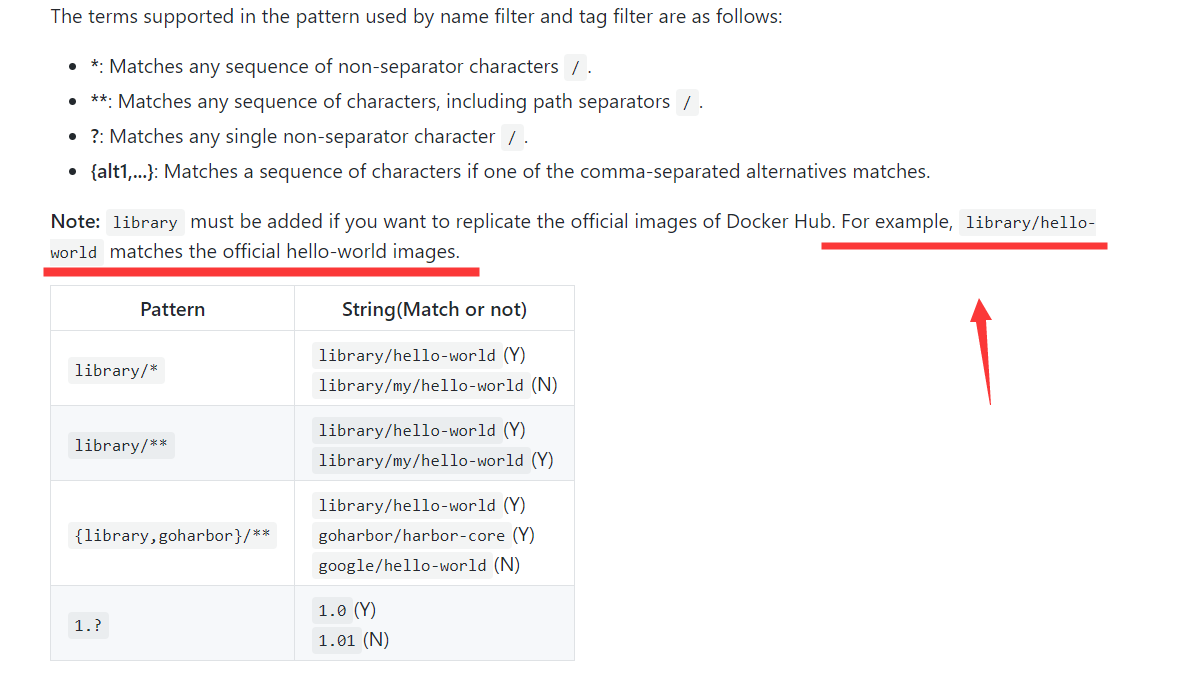 The terms supported in the pattern used by name filter and tag filter are as follows:
• *: Matches any sequence of non-separator characters /.
• **: Matches any sequence of characters, including path separators /.
• ?: Matches any single non-separator character /.
• {alt1,...}: Matches a sequence of characters if one of the comma-separated alternatives matches.
Note: library must be added if you want to replicate the official images of Docker Hub. For example, library/hello-
world matches the official hello-world images.
Pattern String(Match or not)
library/* library/hello-world (Y)
library/my/hello-world (N)
library/** library/hello-world (Y)
library/my/hello-world (Y)
{library,goharbor}/** library/hello-world (Y)
goharbor/harbor-core (Y)
google/hello-world (N)
1.? 1.0 (Y)
1.01 (N)